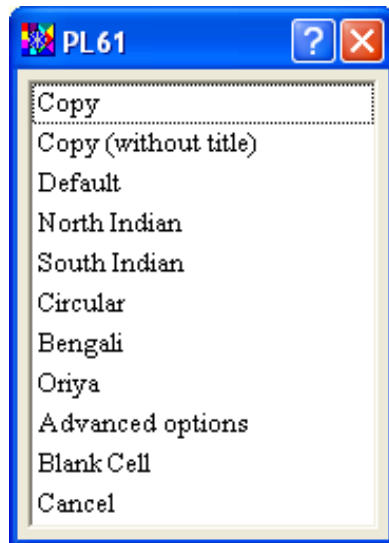 PL61
?
Copy
Copy (without title)
Default
North Indian
South Indian
Circular
Bengali
Oriya
Advanced options
Blank Cell
Cancel